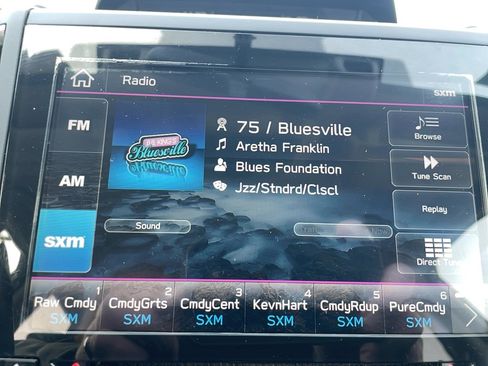 Radio
sxm
FM
AM
sxm
B.B. KING'S
Bluesville
75 / Bluesville
Aretha Franklin
Blues Foundation
Jzz/Stndrd/Clscl
Browse
Tune Scan
Replay
Direct Tune
Sound
1 2 3 4 5 6
Raw Cmdy CmdyGrts CmdyCent KevnHart CmdyRdup PureCmdy
SXM SXM SXM SXM SXM SXM